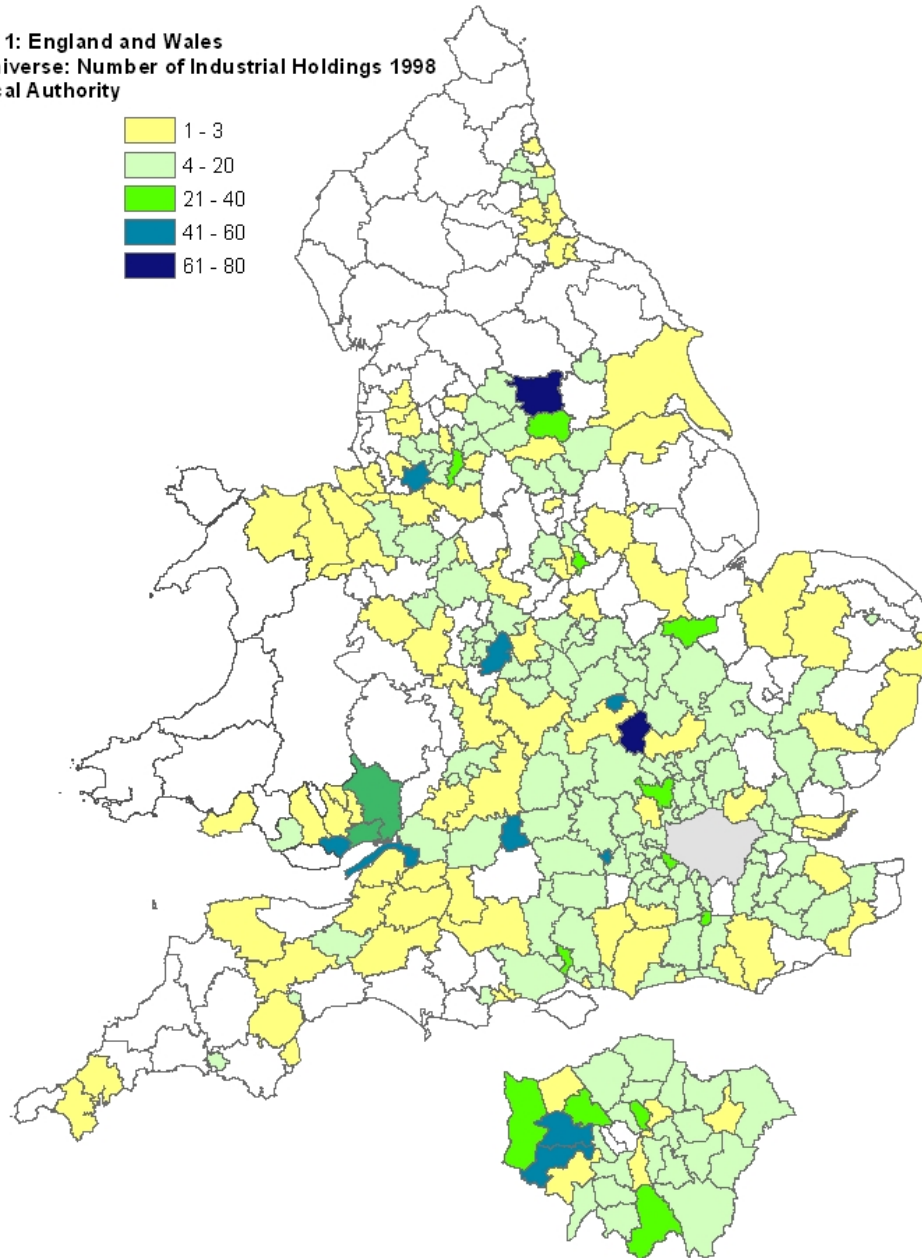 1: England and Wales
iverse: Number of Industrial Holdings 1998
cal Authority
1 - 3
4 - 20
21 - 40
41 - 60
61 - 80